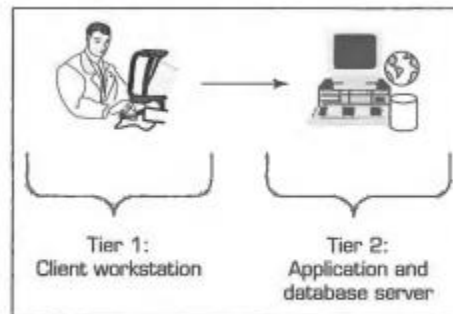 Tier 1:
Client workstation
Tier 2:
Application and
database server